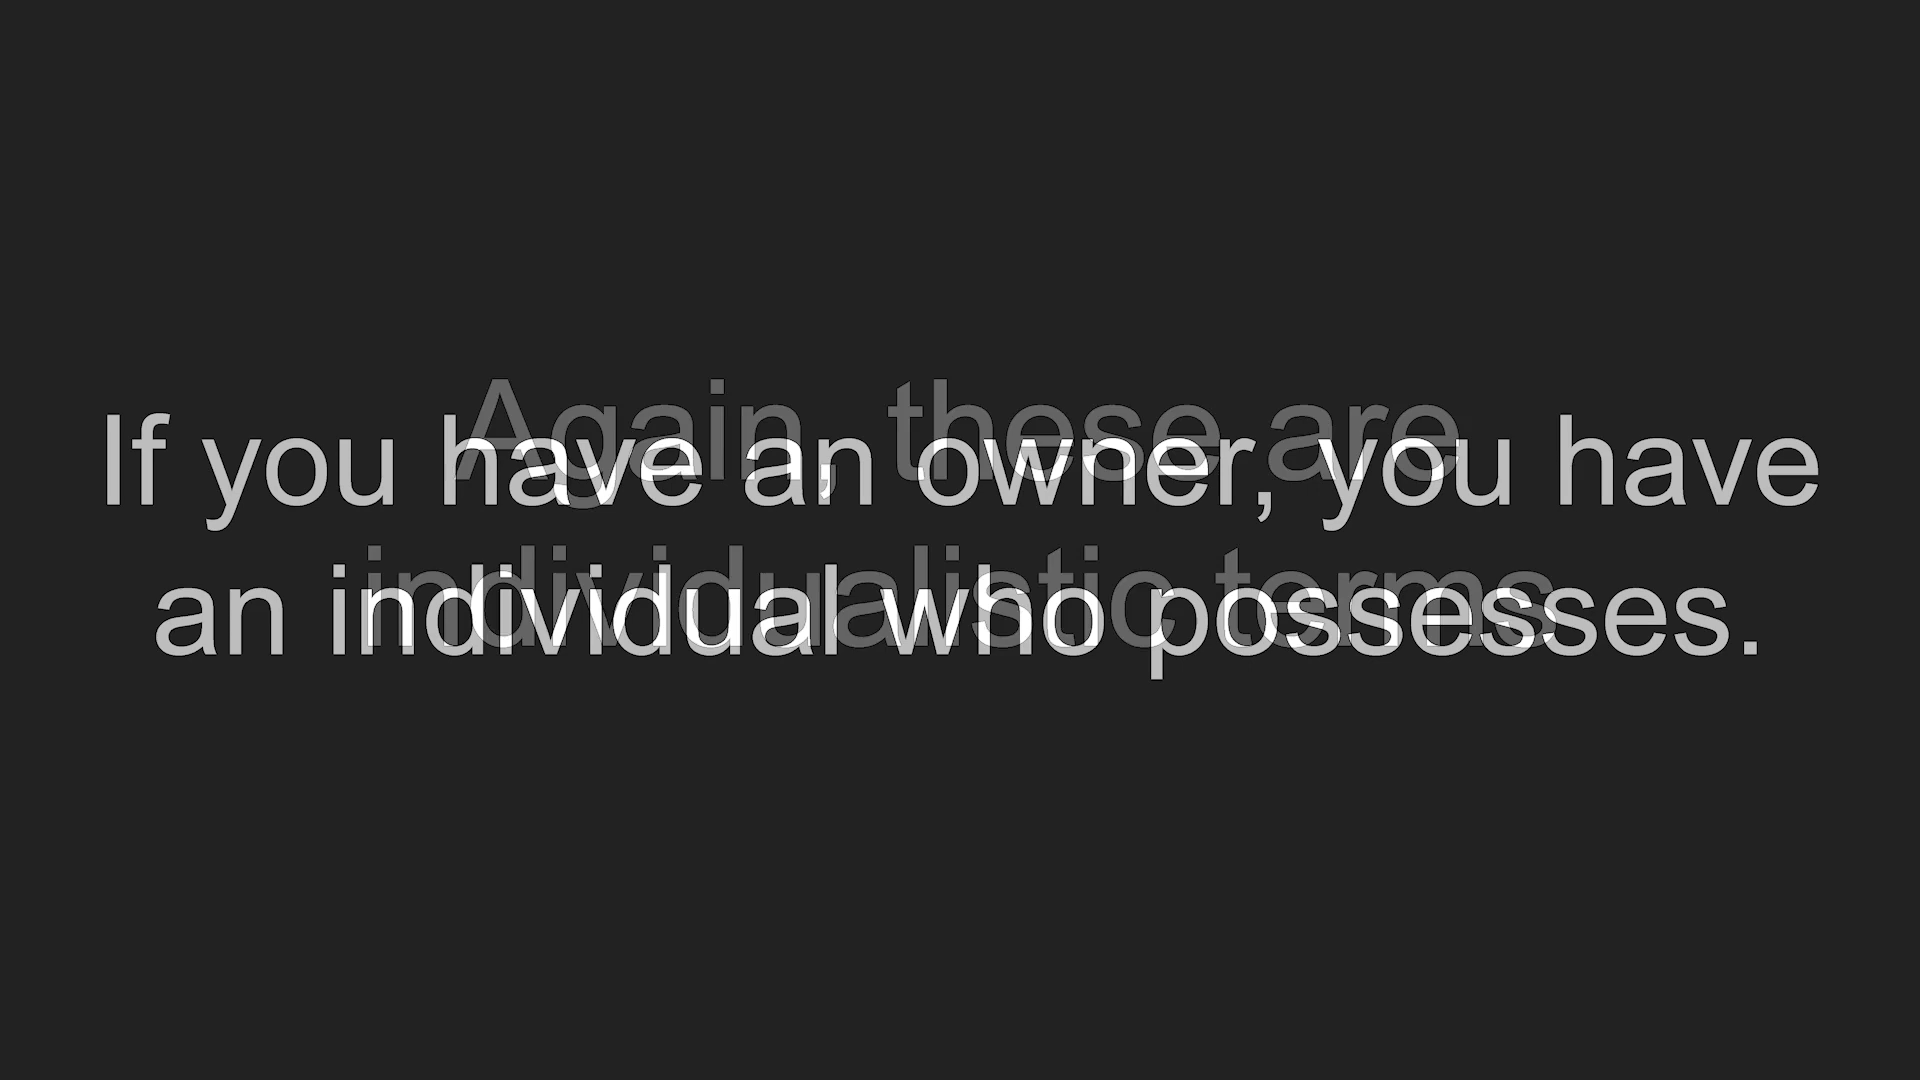 Again, these are
individualistic terms
If you have an owner, you have
an individual who possesses.